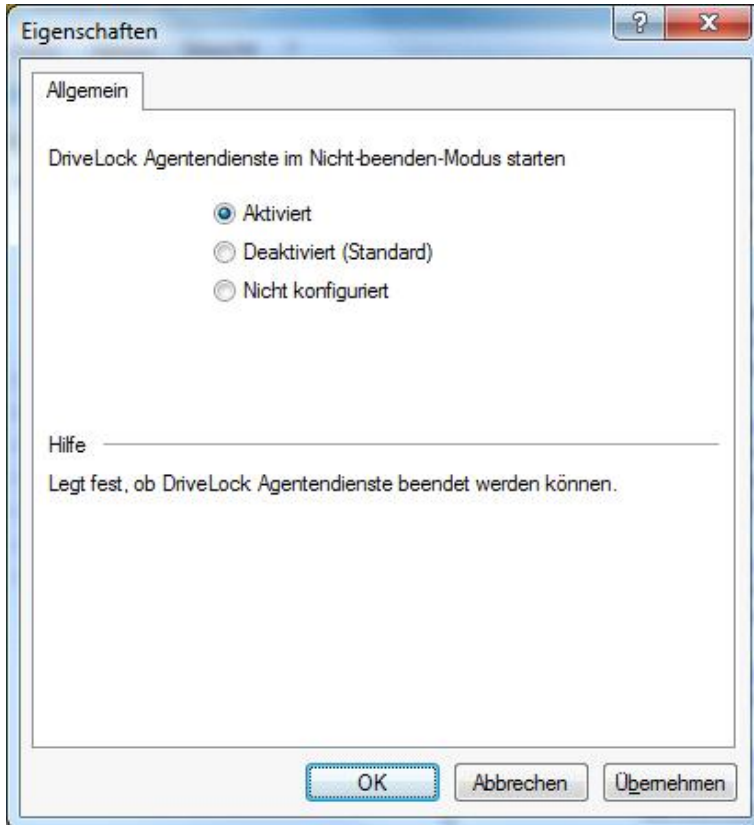 Eigenschaften
Allgemein
DriveLock Agentendienste im Nicht-beenden-Modus starten
Aktiviert
Deaktiviert (Standard)
Nicht konfiguriert
Hilfe
Legt fest, ob DriveLock Agentendienste beendet werden können.
OK Abbrechen Übernehmen